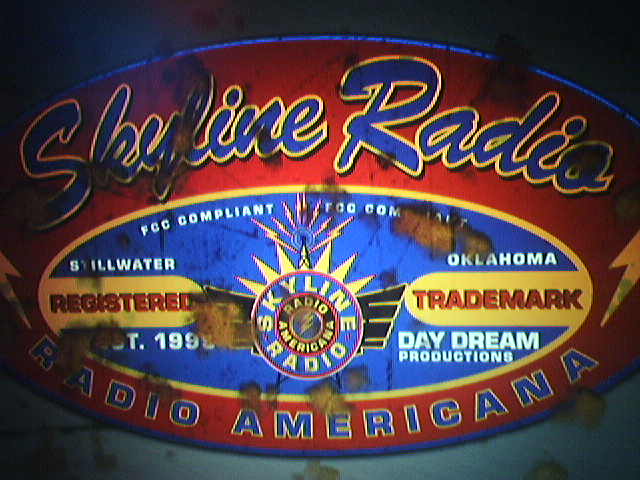 Skyline Radio
FCC COMPLIANT
STILLWATER
OKLAHOMA
REGISTERED
TRADEMARK
SKYLINE
RADIO
RADIO
AMERICANA
DAY DREAM
PRODUCTIONS
RADIO AMERICANA